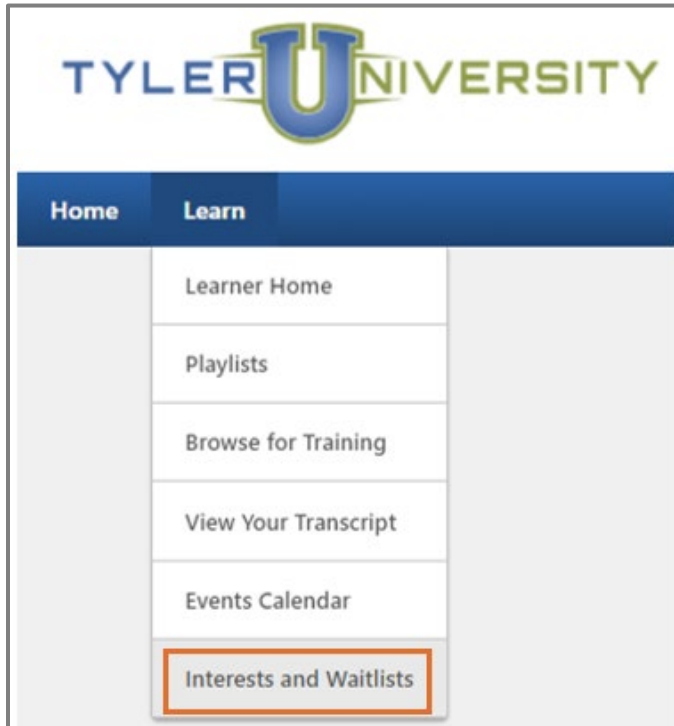 TYLER UNIVERSITY
Home Learn
Learner Home
Playlists
Browse for Training
View Your Transcript
Events Calendar
Interests and Waitlists